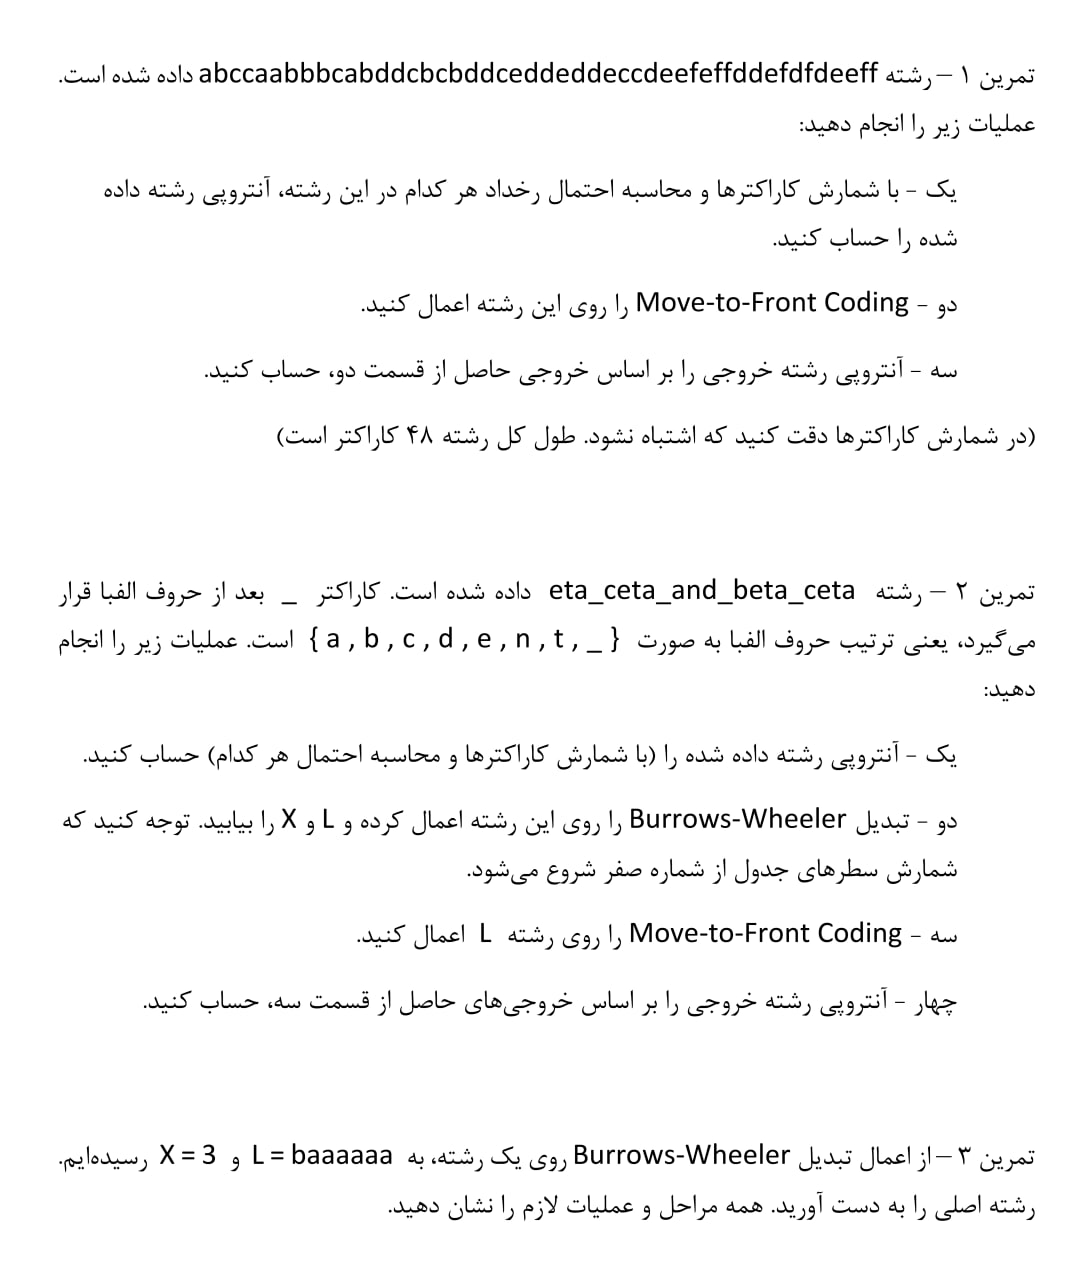 تمرین ۱ – رشته abccaabbbcabddcbcbddceddeddeccdeefeffddefdfdeeff داده شده است.
عملیات زیر را انجام دهید:
یک - با شمارش کاراکترها و محاسبه احتمال رخداد هر کدام در این رشته، آنتروپی رشته داده
شده را حساب کنید.
دو - Move-to-Front Coding را روی این رشته اعمال کنید.
سه - آنتروپی رشته خروجی را بر اساس خروجی حاصل از قسمت دو، حساب کنید.
(در شمارش کاراکترها دقت کنید که اشتباه نشود. طول کل رشته ۴۸ کاراکتر است)
تمرین ۲ – رشته eta_ceta_and_beta_ceta داده شده است. کاراکتر _ بعد از حروف الفبا قرار
می‌گیرد، یعنی ترتیب حروف الفبا به صورت { a , b , c , d , e , n , t , _ } است. عملیات زیر را انجام
دهید:
یک - آنتروپی رشته داده شده را (با شمارش کاراکترها و محاسبه احتمال هر کدام) حساب کنید.
دو - تبدیل Burrows-Wheeler را روی این رشته اعمال کرده و L و X را بیابید. توجه کنید که
شمارش سطرهای جدول از شماره صفر شروع می‌شود.
سه - Move-to-Front Coding را روی رشته L اعمال کنید.
چهار - آنتروپی رشته خروجی را بر اساس خروجی‌های حاصل از قسمت سه، حساب کنید.
تمرین ۳ – از اعمال تبدیل Burrows-Wheeler روی یک رشته، به L = baaaaaa و X = 3 رسیده‌ایم.
رشته اصلی را به دست آورید. همه مراحل و عملیات لازم را نشان دهید.